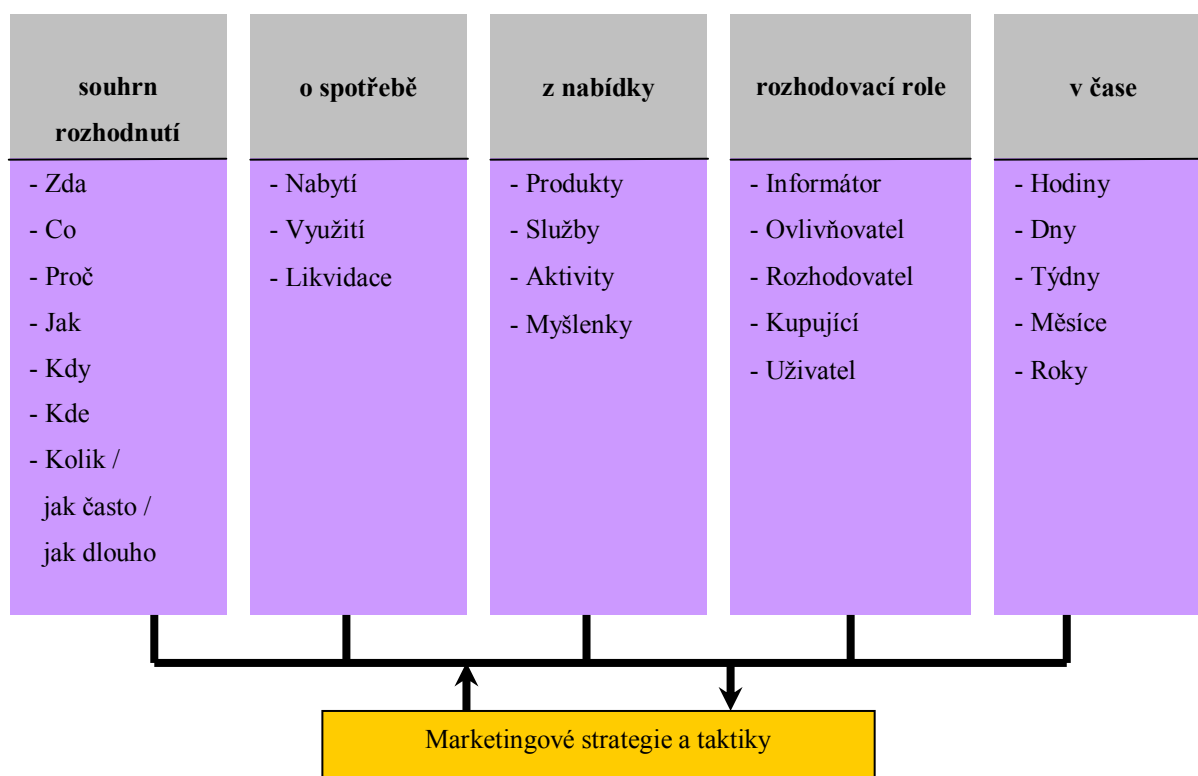 souhrn
rozhodnutí
- Zda
- Co
- Proč
- Jak
- Kdy
- Kde
- Kolik /
jak často /
jak dlouho
o spotřebě
- Nabytí
- Využití
- Likvidace
z nabídky
- Produkty
- Služby
- Aktivity
- Myšlenky
rozhodovací role
- Informátor
- Ovlivňovatel
- Rozhodovatel
- Kupující
- Uživatel
v čase
- Hodiny
- Dny
- Týdny
- Měsíce
- Roky
Marketingové strategie a taktiky